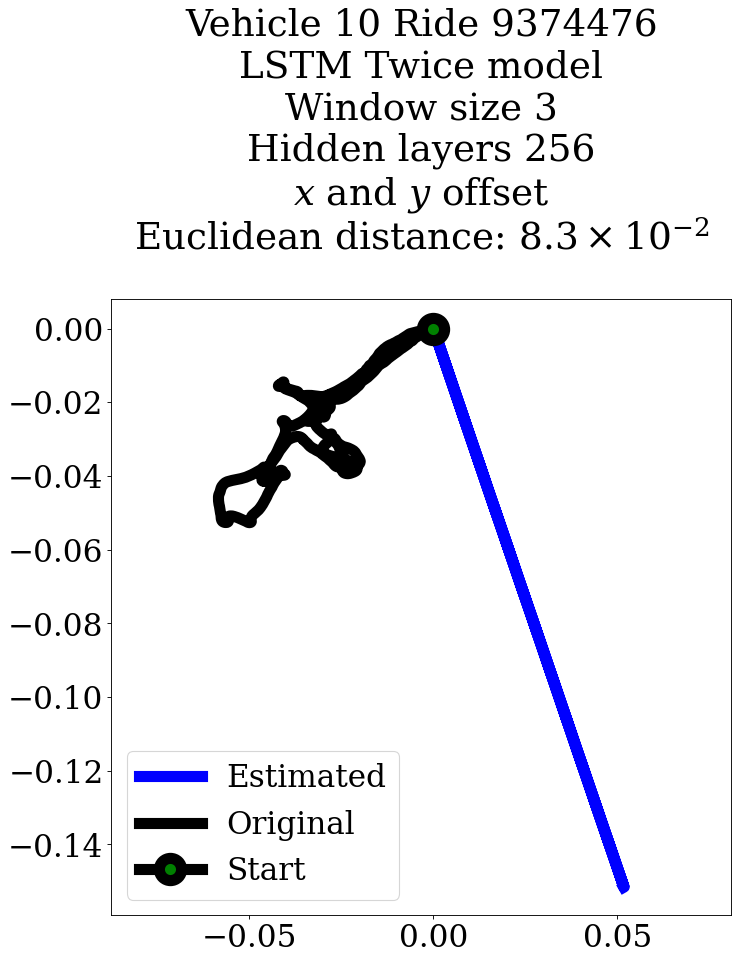 Vehicle 10 Ride 9374476
LSTM Twice model
Window size 3
Hidden layers 256
x and y offset
Euclidean distance: 8.3 × 10⁻²
0.00
−0.02
−0.04
−0.06
−0.08
−0.10
−0.12
−0.14
Estimated
Original
Start
−0.05 0.00 0.05